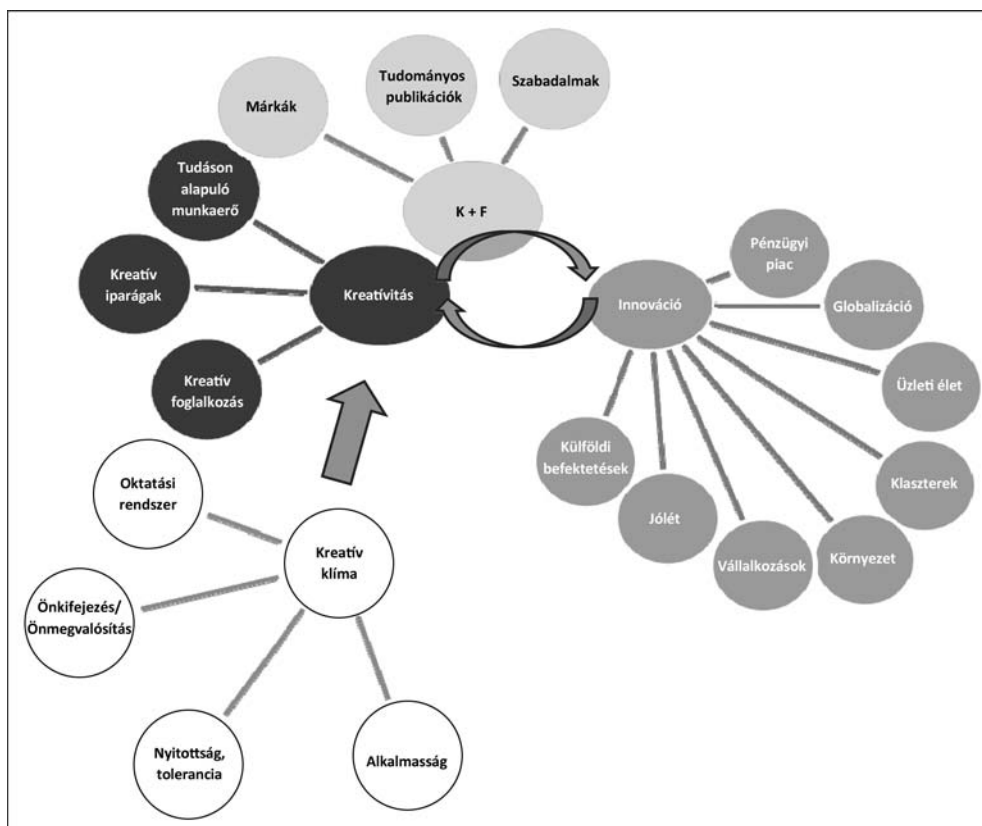 Márkák
Tudományos
publikációk
Szabadalmak
Tudáson
alapuló
munkaerő
K + F
Kreatív
iparágak
Kreatívitás
Kreatív
foglalkozás
Innováció
Pénzügyi
piac
Globalizáció
Üzleti élet
Klaszterek
Környezet
Vállalkozások
Jólét
Külföldi
befektetések
Oktatási
rendszer
Kreatív
klíma
Önkifejezés/
Önmegvalósítás
Nyitottság,
tolerancia
Alkalmasság